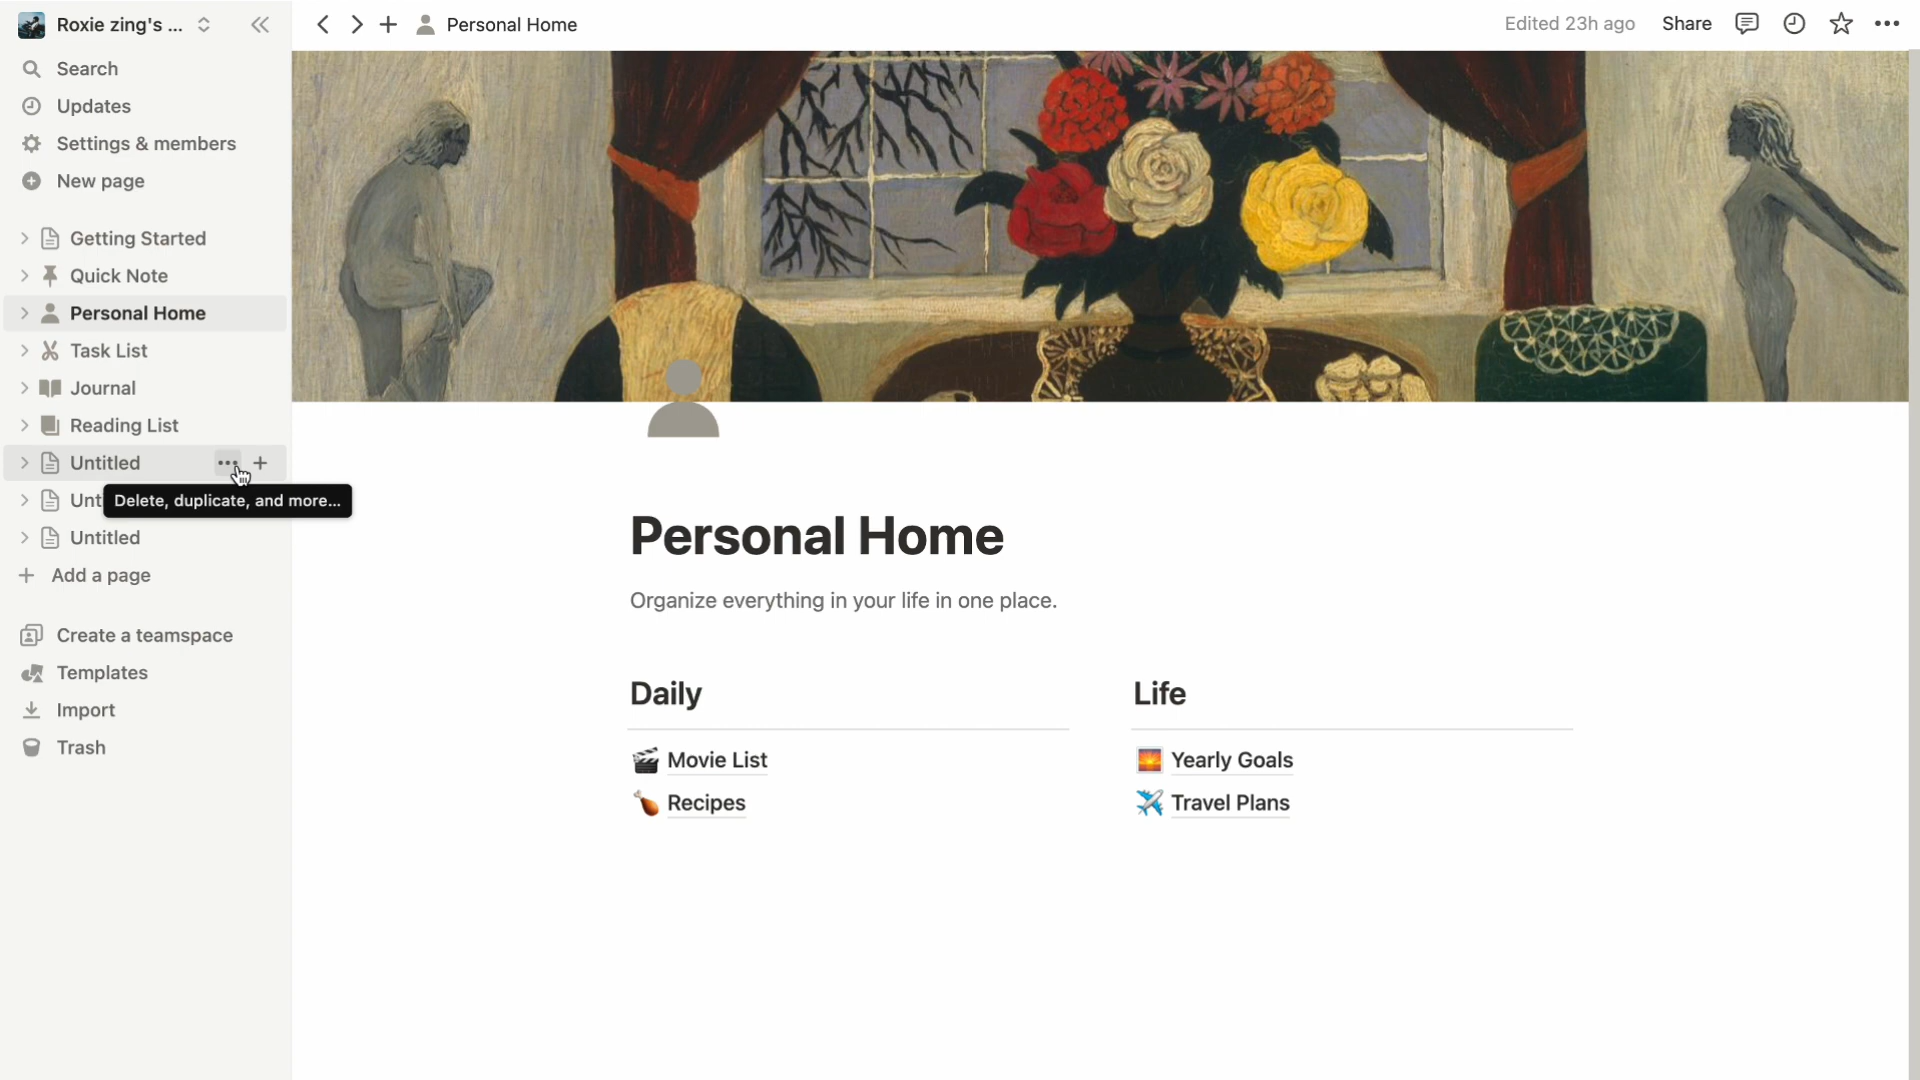 Roxie zing's ...
Search
Updates
Settings & members
New page
Getting Started
Quick Note
Personal Home
Task List
Journal
Reading List
Untitled
Unt
Delete, duplicate, and more...
Untitled
Add a page
Create a teamspace
Templates
Import
Trash
Personal Home
Edited 23h ago
Share
Personal Home
Organize everything in your life in one place.
Daily
Movie List
Recipes
Life
Yearly Goals
Travel Plans